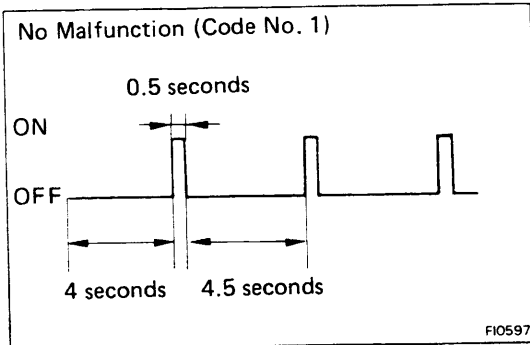 No Malfunction (Code No. 1)
0.5 seconds
ON
OFF
4 seconds
4.5 seconds
FI0597